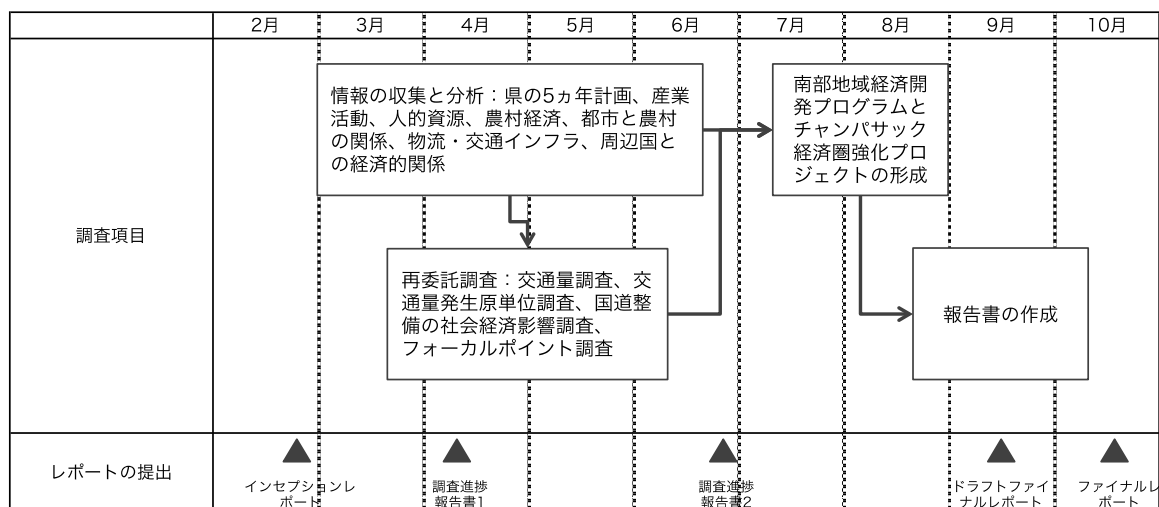 2月 3月 4月 5月 6月 7月 8月 9月 10月
情報の収集と分析：県の5ヵ年計画、産業
活動、人的資源、農村経済、都市と農村
の関係、物流・交通インフラ、周辺国と
の経済的関係
南部地域経済開
発プログラムと
チャンパサック
経済圏強化プロ
ジェクトの形成
調査項目
再委託調査：交通量調査、交
通量発生原単位調査、国道整
備の社会経済影響調査、
フォーカルポイント調査
報告書の作成
レポートの提出
インセプションレ
ポート
調査進捗
報告書1
調査進捗
報告書2
ドラフトファイ
ナルレポート
ファイナルレ
ポート